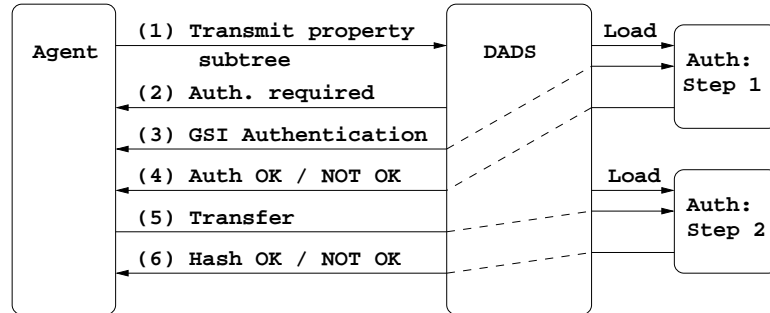 Agent
(1) Transmit property
subtree
(2) Auth. required
(3) GSI Authentication
(4) Auth OK / NOT OK
(5) Transfer
(6) Hash OK / NOT OK
DADS
Load
Auth:
Step 1
Load
Auth:
Step 2